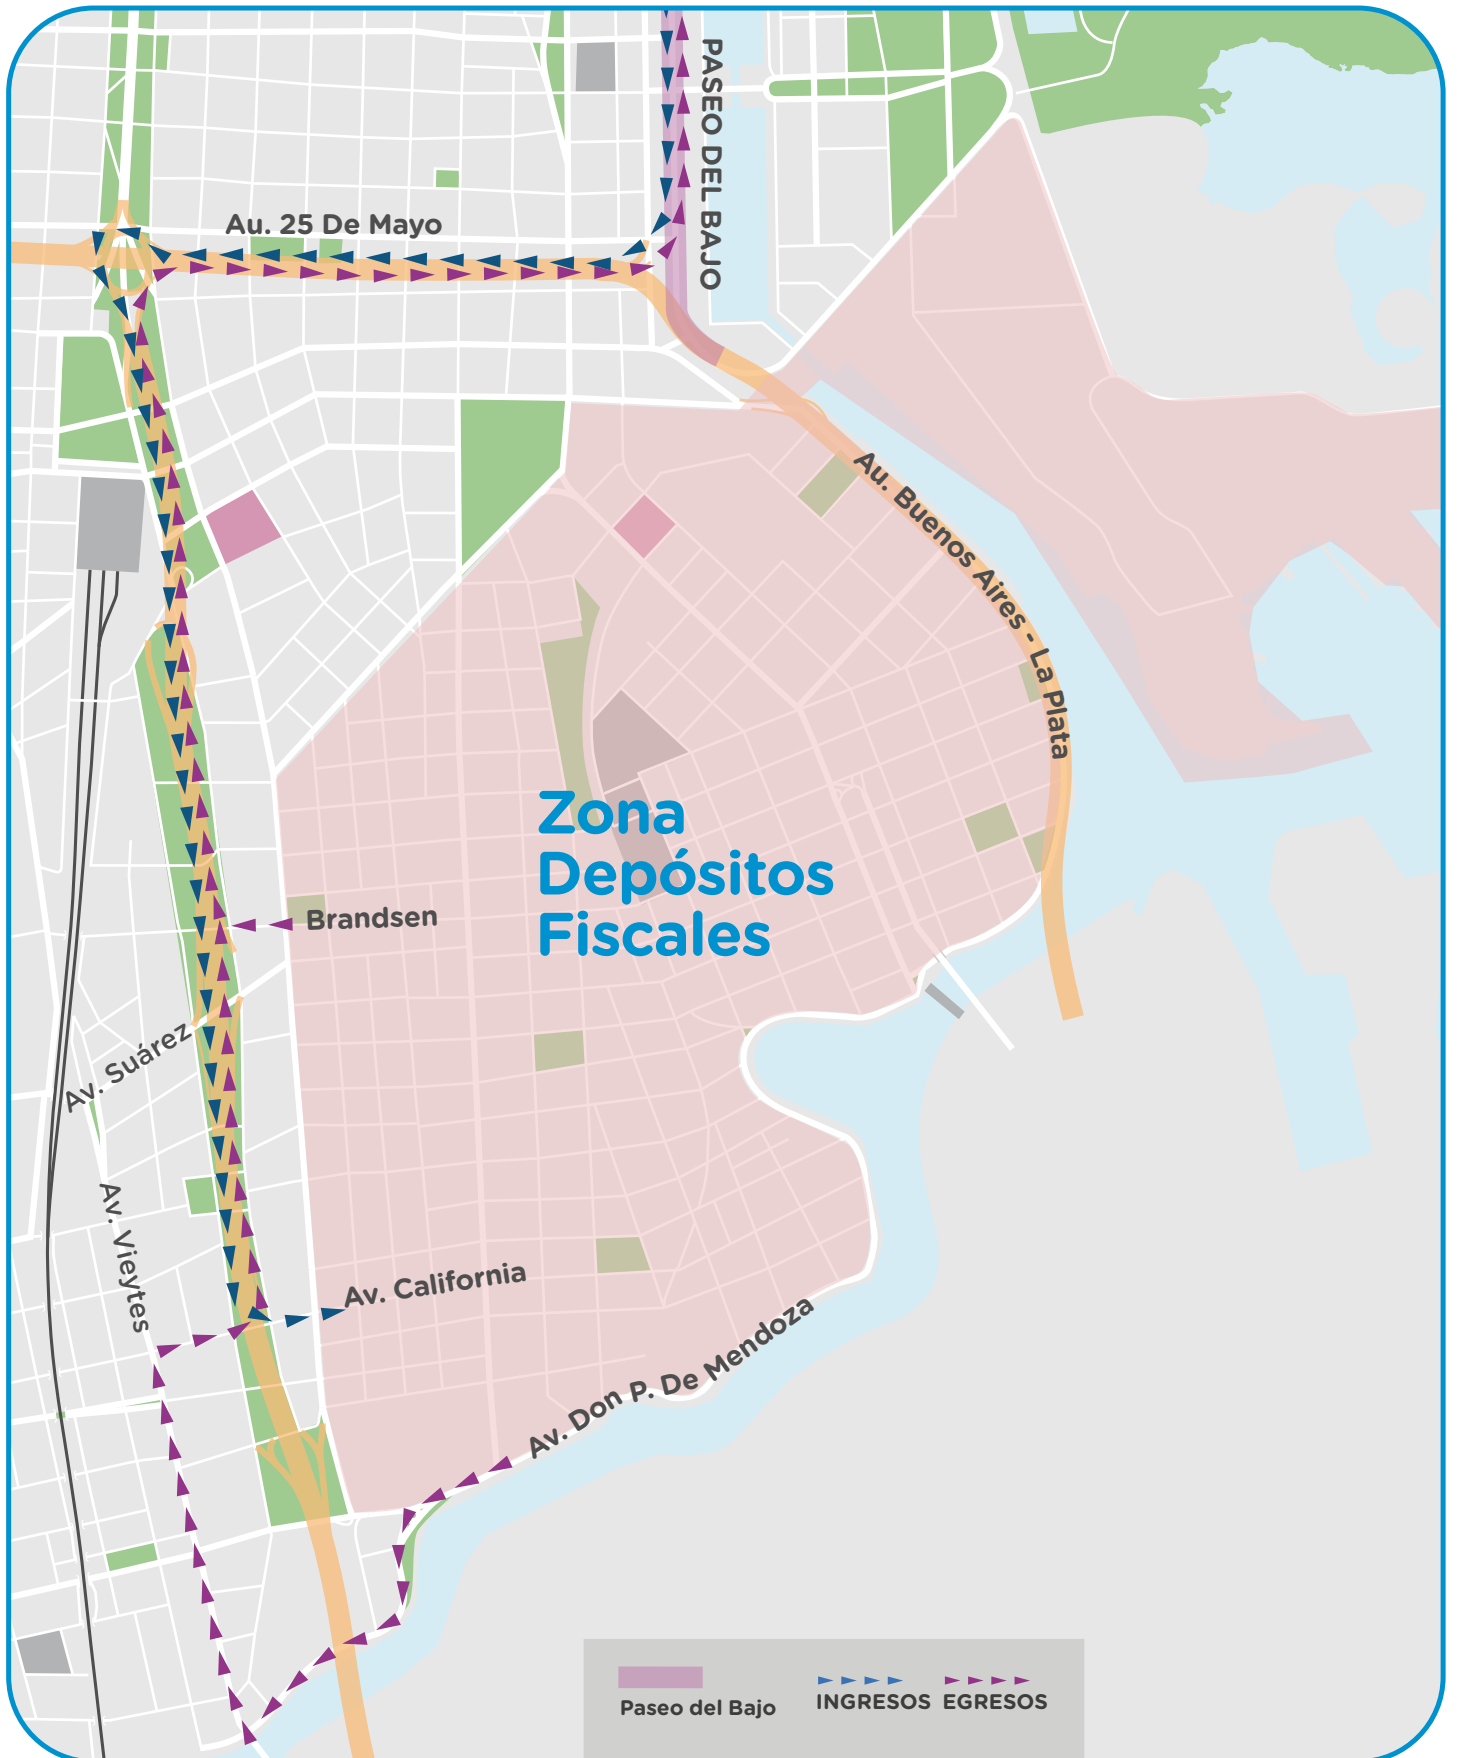 PASEO DEL BAJO
Au. 25 De Mayo
Au. Buenos Aires - La Plata
Zona
Depósitos
Fiscales
Brandsen
Av. Suárez
Av. Vieytes
Av. California
Av. Don P. De Mendoza
Paseo del Bajo
INGRESOS
EGRESOS